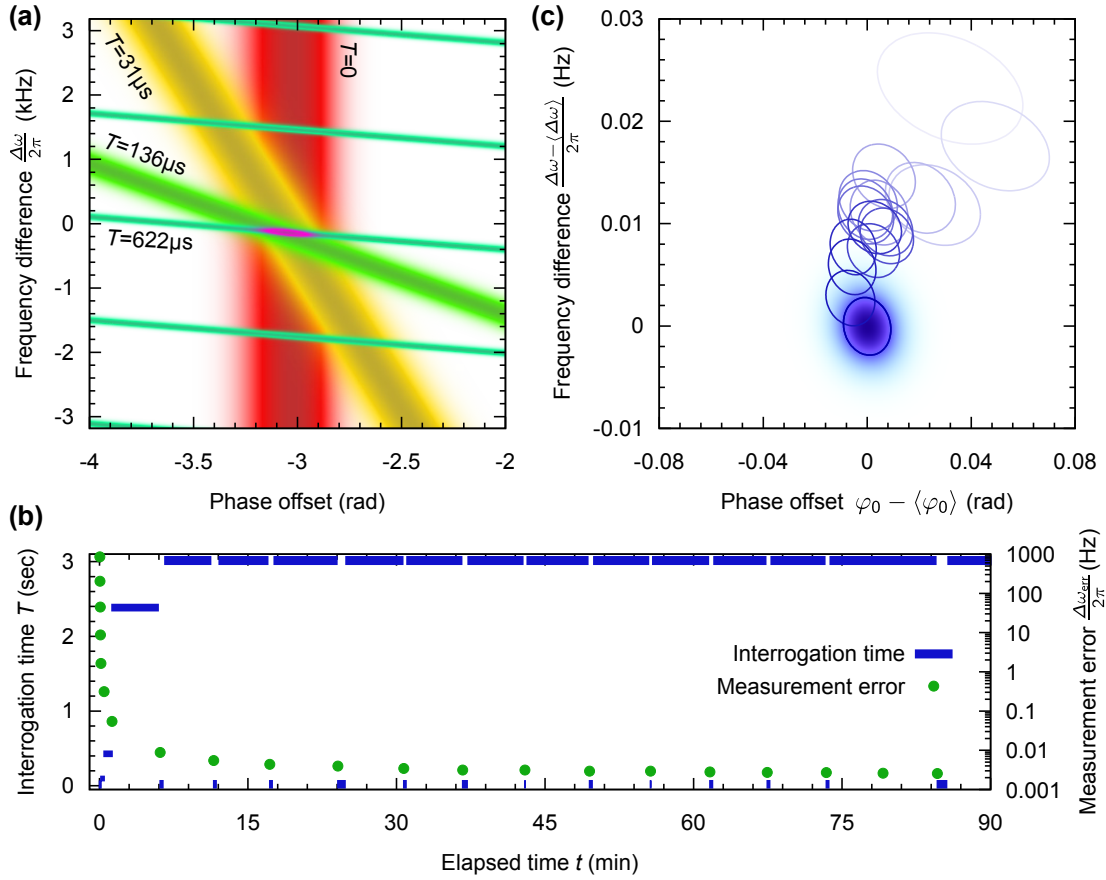 (a)
Frequency difference Δω/2π (kHz)
3
2
1
0
-1
-2
-3
T=31μs
T=0
T=136μs
T=622μs
-4
-3.5
-3
-2.5
-2
Phase offset (rad)
(c)
Frequency difference Δω−⟨Δω⟩/2π (Hz)
0.03
0.02
0.01
0
-0.01
-0.08
-0.04
0
0.04
0.08
Phase offset φ₀ − ⟨φ₀⟩ (rad)
(b)
Interrogation time T (sec)
3
2
1
0
Interrogation time
Measurement error
1000
100
10
1
0.1
0.01
0.001
Measurement error Δωerr/2π (Hz)
0
15
30
45
60
75
90
Elapsed time t (min)